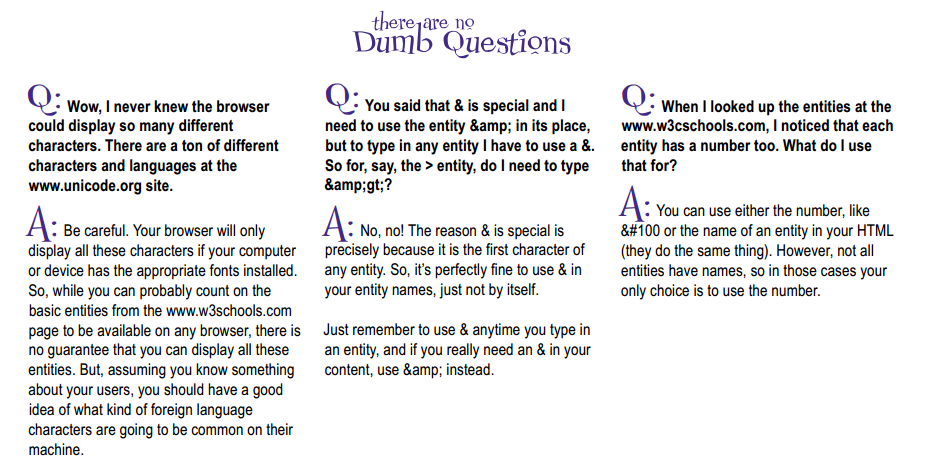 there are no
Dumb Questions
Q: Wow, I never knew the browser
could display so many different
characters. There are a ton of different
characters and languages at the
www.unicode.org site.
A: Be careful. Your browser will only
display all these characters if your computer
or device has the appropriate fonts installed.
So, while you can probably count on the
basic entities from the www.w3schools.com
page to be available on any browser, there is
no guarantee that you can display all these
entities. But, assuming you know something
about your users, you should have a good
idea of what kind of foreign language
characters are going to be common on their
machine.
Q: You said that & is special and I
need to use the entity &amp; in its place,
but to type in any entity I have to use a &.
So for, say, the > entity, do I need to type
&amp;gt;?
A: No, no! The reason & is special is
precisely because it is the first character of
any entity. So, it's perfectly fine to use & in
your entity names, just not by itself.
Just remember to use & anytime you type in
an entity, and if you really need an & in your
content, use &amp; instead.
Q: When I looked up the entities at the
www.w3cschools.com, I noticed that each
entity has a number too. What do I use
that for?
A: You can use either the number, like
&#100 or the name of an entity in your HTML
(they do the same thing). However, not all
entities have names, so in those cases your
only choice is to use the number.